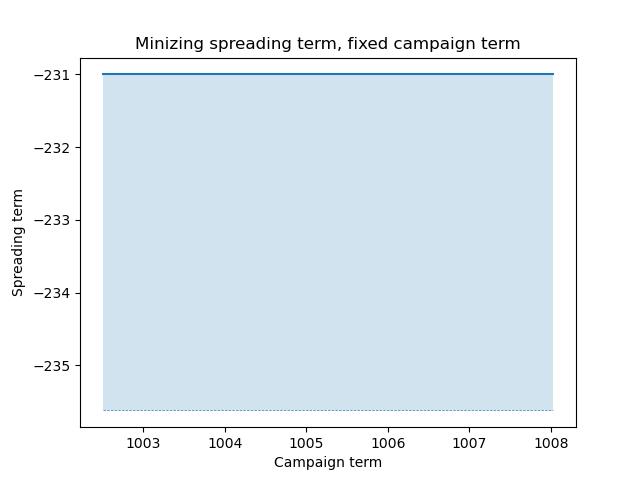 Minizing spreading term, fixed campaign term
−231
−232
−233
−234
−235
Spreading term
1003 1004 1005 1006 1007 1008
Campaign term